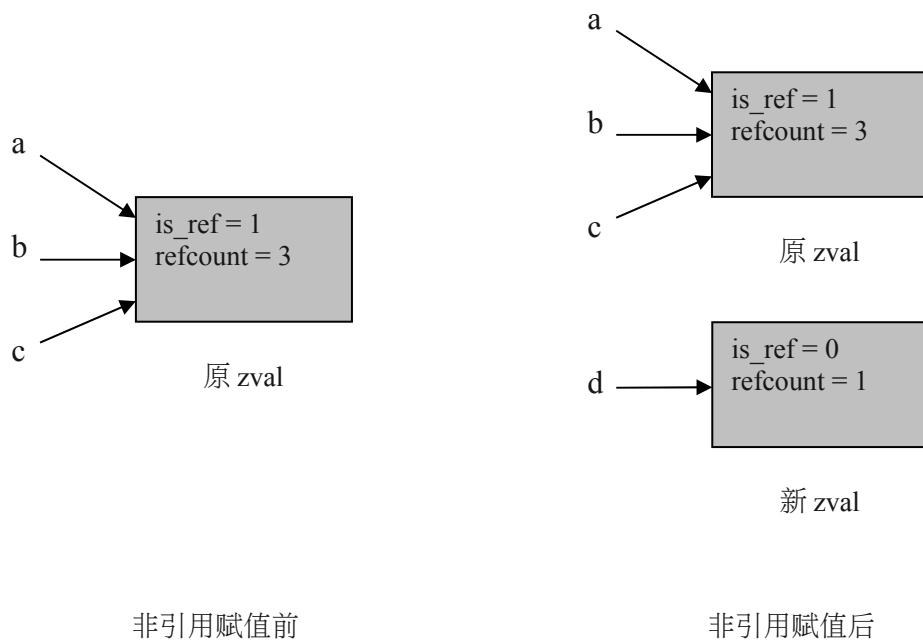 a
b
c
is_ref = 1
refcount = 3
原 zval
非引用赋值前
a
b
c
is_ref = 1
refcount = 3
原 zval
d
is_ref = 0
refcount = 1
新 zval
非引用赋值后